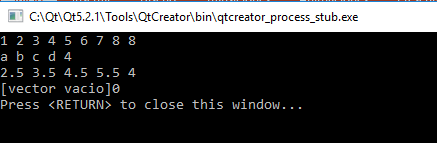 C:\Qt\Qt5.2.1\Tools\QtCreator\bin\qtcreator_process_stub.exe
1 2 3 4 5 6 7 8 8
a b c d 4
2.5 3.5 4.5 5.5 4
[vector vacio]0
Press <RETURN> to close this window...